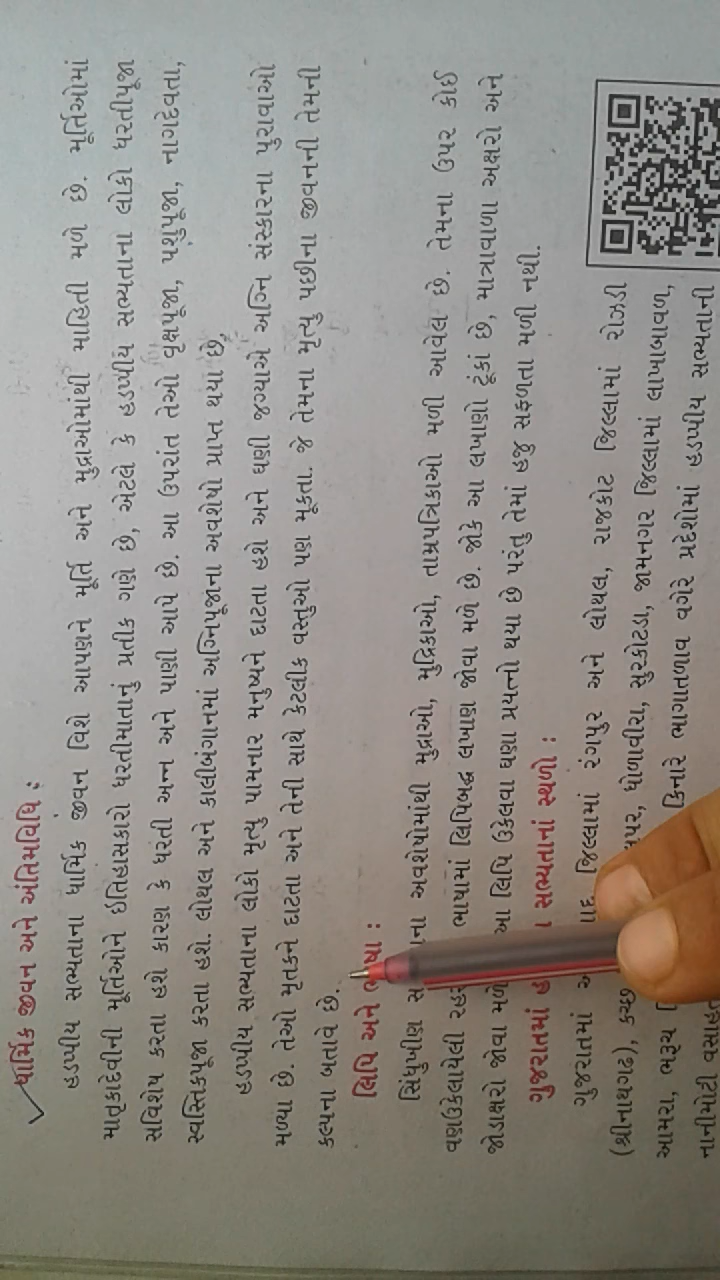 ધાર્મિક જીવન અને અંતિમવિધિ :
હડપ્પીય સભ્યતાના ધાર્મિક જીવન વિશે આપણને મૂર્તિ અને મુદ્રાઓમાંથી માહિતી મળે છે. મૂર્તિઓમાં
માતૃકાદેવીની મૂર્તિઓને ઇતિહાસકારો ધરતીમાતાનું પ્રતીક ગણે છે, એટલે કે હડપ્પીય સભ્યતાના લોકો ધરતીપૂજા
સવિશેષ કરતા હશે કારણ કે ધરતી અન્ન અને પાણી આપે છે. આ ઉપરાંત તેઓ વૃક્ષપૂજા, પશુપૂજા, નાગદેવતા,
સ્વસ્તિકપૂજા કરતા હશે. લોથલ અને કાલીબંગાનમાં અગ્નિપૂજાના અવશેષો પ્રાપ્ત થયા છે,
હડપ્પીય સભ્યતાના લોકો મૃત્યુ પામનાર મનુષ્યને દાટતા હશે અને ઘણી જગ્યાએ અગ્નિ સંસ્કારના પુરાવાઓ
મળ્યા છે. તેઓ મૃતકને દાટતા અને તેની સાથે કેટલીક વસ્તુઓ પણ મૂકતા. જે તેમના મૃત્યુ પછીના જીવનની તેમની
કલ્પના બતાવે છે.
લિપિ અને ભાષા :
સિંધુખીણ ના અવશેષોમાંથી મુદ્રાઓ, મુદ્રિકાઓ, તામ્રપત્રિકાઓ મળી આવેલ છે. તેમના ઉપર કોઈ
વણઉકેલાયેલી ભાષામાં લિપિબદ્ધ લખાણ જોવા મળે છે. જોકે આ લખાણો ટૂંકાં છે, માત્રાવાળા અક્ષરો અને
જોડાક્ષરો જોવા આ લિપિ ઉકેલવા ઘણા પ્રયત્નો થયા છે પરંતુ તેમાં હજુ સફળતા મળી નથી.
ગુજરાતમાં સભ્યતાનાં સ્થળો :
ગુજરાતમાં જિલ્લામાં રંગપુર અને લોથલ, રાજકોટ જિલ્લામાં રોઝડી
(શ્રીનાથગઢ), કચ્છ ધોળાવીરા, સુરકોટડા, જામનગર જિલ્લામાં લાખાબાવળ,
આમરા, ભરૂચ કિનારે ભાગાતળાવ વગેરે પ્રદેશોમાં હડપ્પીય સભ્યતાની
નાનીમોટી